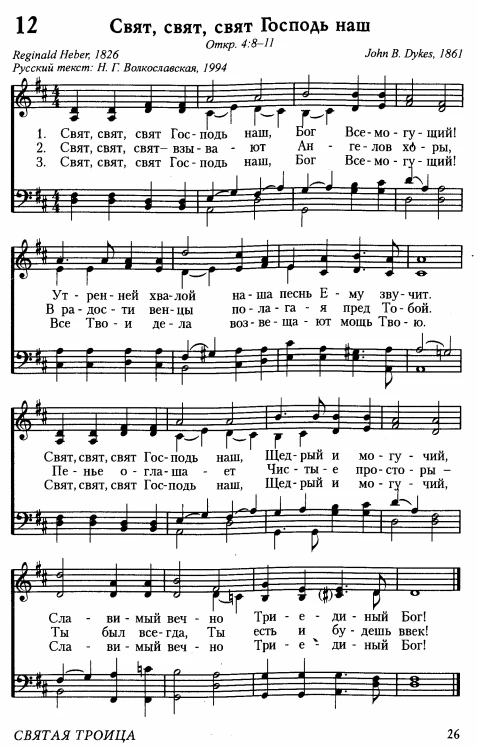 12 Свят, свят, свят Господь наш
Откр. 4:8–11
Reginald Heber, 1826 John B. Dykes, 1861
Русский текст: Н. Г. Волкославская, 1994
1. Свят, свят, свят Гос - подь наш, Бог Все - мо - гу - щий!
2. Свят, свят, свят – взы - ва - ют Ан - ге - лов хо́ - ры,
3. Свят, свят, свят Гос - подь наш, Бог Все - мо - гу - щий!
Ут - рен - ней хвалой на - ша песнь Е - му зву - чит.
В ра - дос - ти вен - цы по - ла - га - я пред То - бой.
Все Тво - и де - ла воз - ве - ща - ют мощь Тво - ю.
Свят, свят, свят Гос - подь наш, Щед - рый и мо - гу - чий,
Пе - нье о - гла - ша - ет Чис - ты - е про - сто - ры –
Свят, свят, свят Гос - подь наш, Щед - рый и мо - гу - чий,
Сла - ви - мый веч - но Три - е - ди - ный Бог!
Ты был все - гда, Ты есть и бу - дешь ввек!
Сла - ви - мый веч - но Три - е - ди - ный Бог!
СВЯТАЯ ТРОИЦА 26